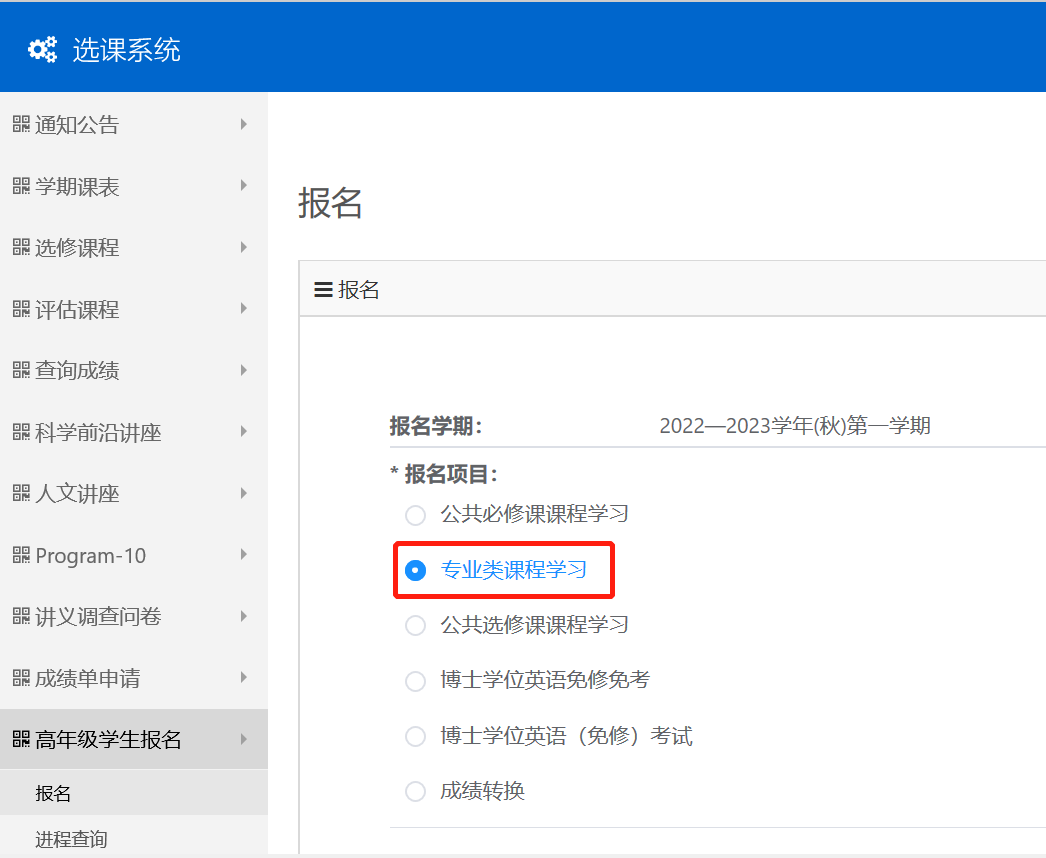 选课系统
通知公告
学期课表
选修课程
评估课程
查询成绩
科学前沿讲座
人文讲座
Program-10
讲义调查问卷
成绩单申请
高年级学生报名
报名
进程查询
报名
报名
报名学期： 2022—2023学年(秋)第一学期
* 报名项目：
公共必修课课程学习
专业类课程学习
公共选修课课程学习
博士学位英语免修免考
博士学位英语（免修）考试
成绩转换